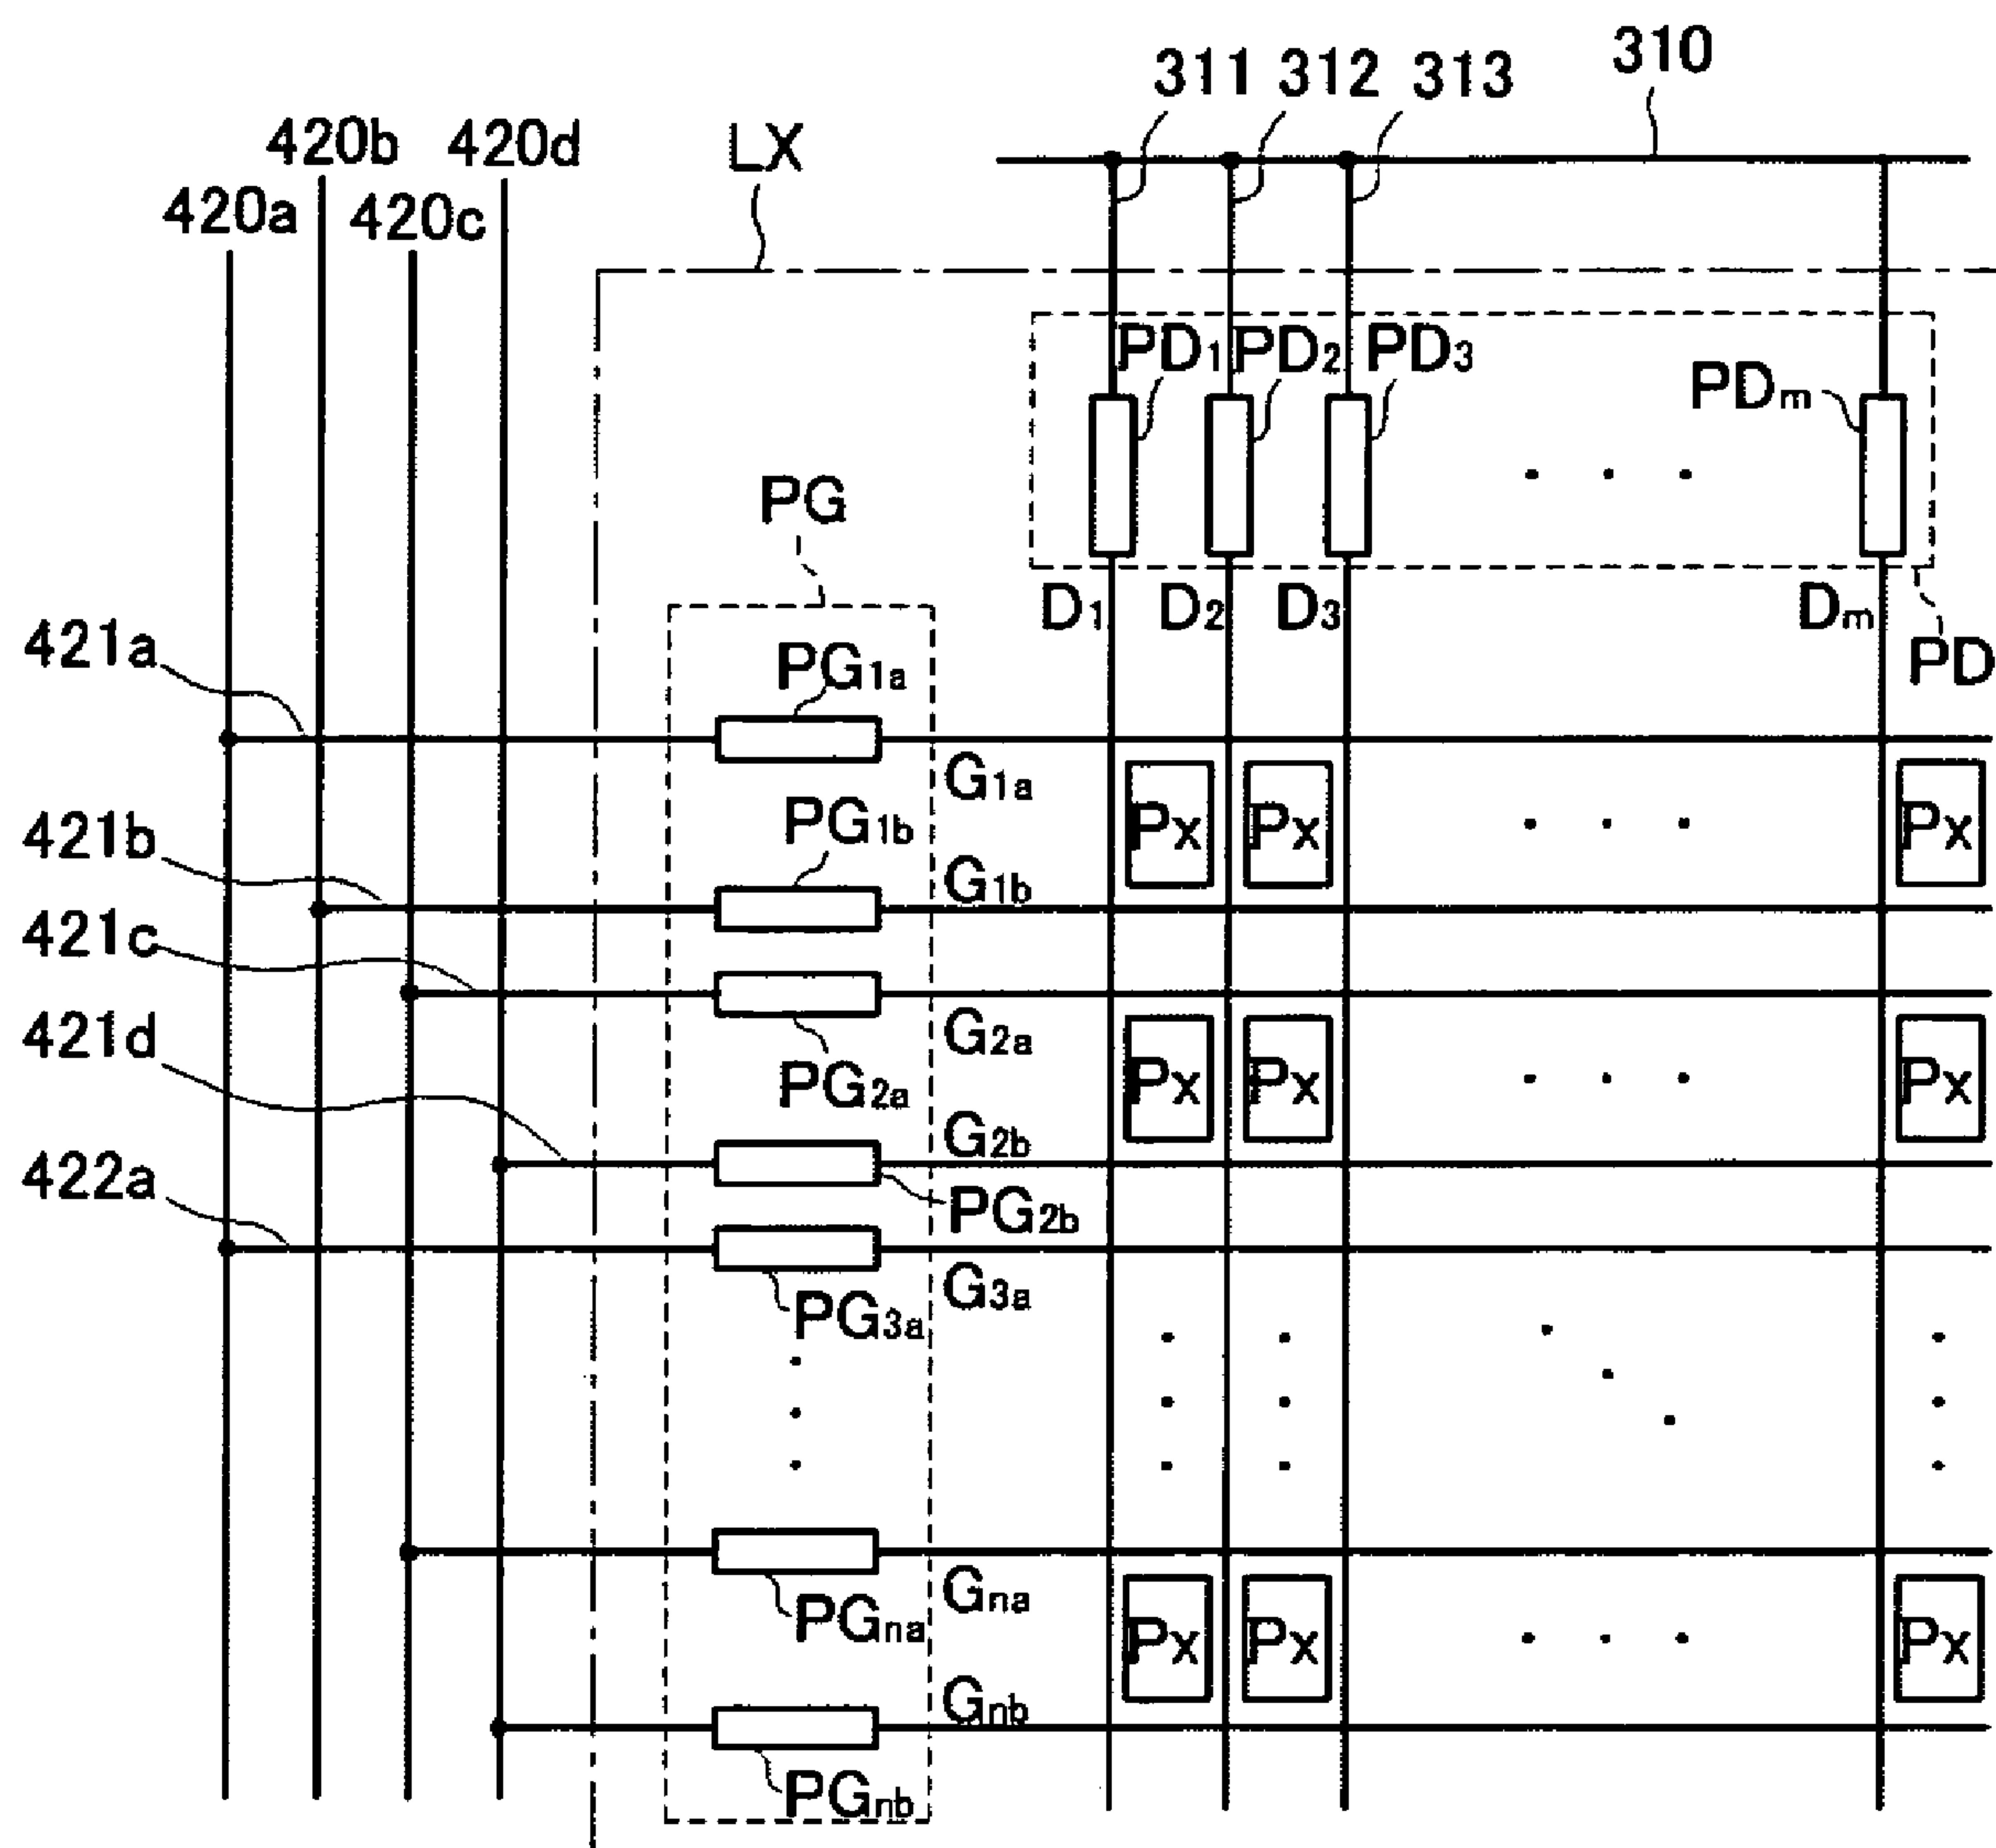 311 312 313 310
420b 420d LX
420a 420c
PD1 PD2 PD3 PDm
PG
D1 D2 D3 Dm
421a PG1a PD
G1a
421b PG1b Px Px Px
G1b
421c
G2a
421d PG2a Px Px Px
G2b
422a PG2b
PG3a G3a
Gna
PGna Px Px Px
Gnb
PGnb